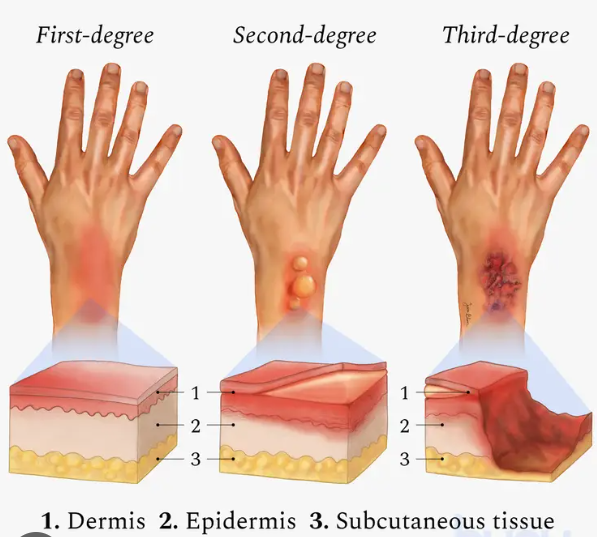 First-degree Second-degree Third-degree
1 1
2 2
3 3
1. Dermis 2. Epidermis 3. Subcutaneous tissue